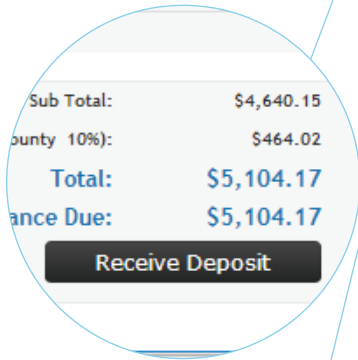 Sub Total: $4,640.15
ounty 10%): $464.02
Total: $5,104.17
ance Due: $5,104.17
Receive Deposit